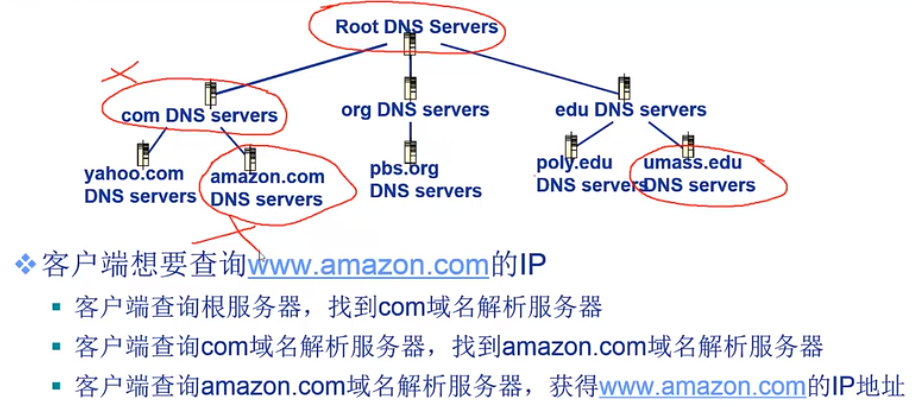 Root DNS Servers
com DNS servers
org DNS servers
edu DNS servers
yahoo.com
DNS servers
amazon.com
DNS servers
pbs.org
DNS servers
poly.edu
DNS servers
umass.edu
DNS servers
客户端想要查询www.amazon.com的IP
客户端查询根服务器，找到com域名解析服务器
客户端查询com域名解析服务器，找到amazon.com域名解析服务器
客户端查询amazon.com域名解析服务器，获得www.amazon.com的IP地址